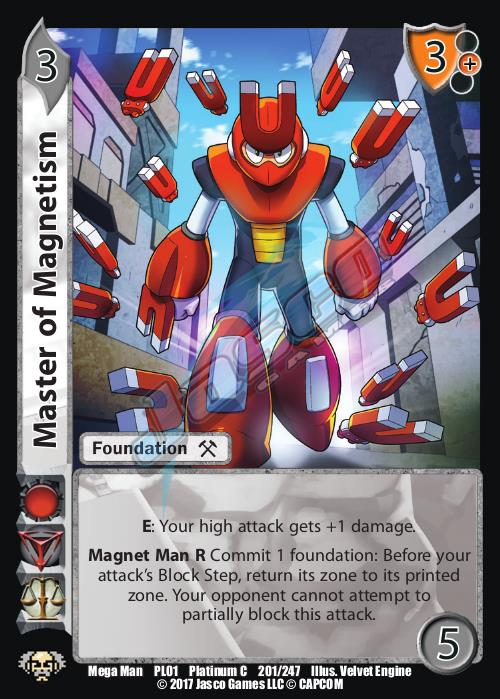 3
3
+
Master of Magnetism
Foundation
E: Your high attack gets +1 damage.
Magnet Man R Commit 1 foundation: Before your
attack's Block Step, return its zone to its printed
zone. Your opponent cannot attempt to
partially block this attack.
5
Mega Man PL01 Platinum C 201/247 Illus. Velvet Engine
© 2017 Jasco Games LLC © CAPCOM
JASCO
GAMES